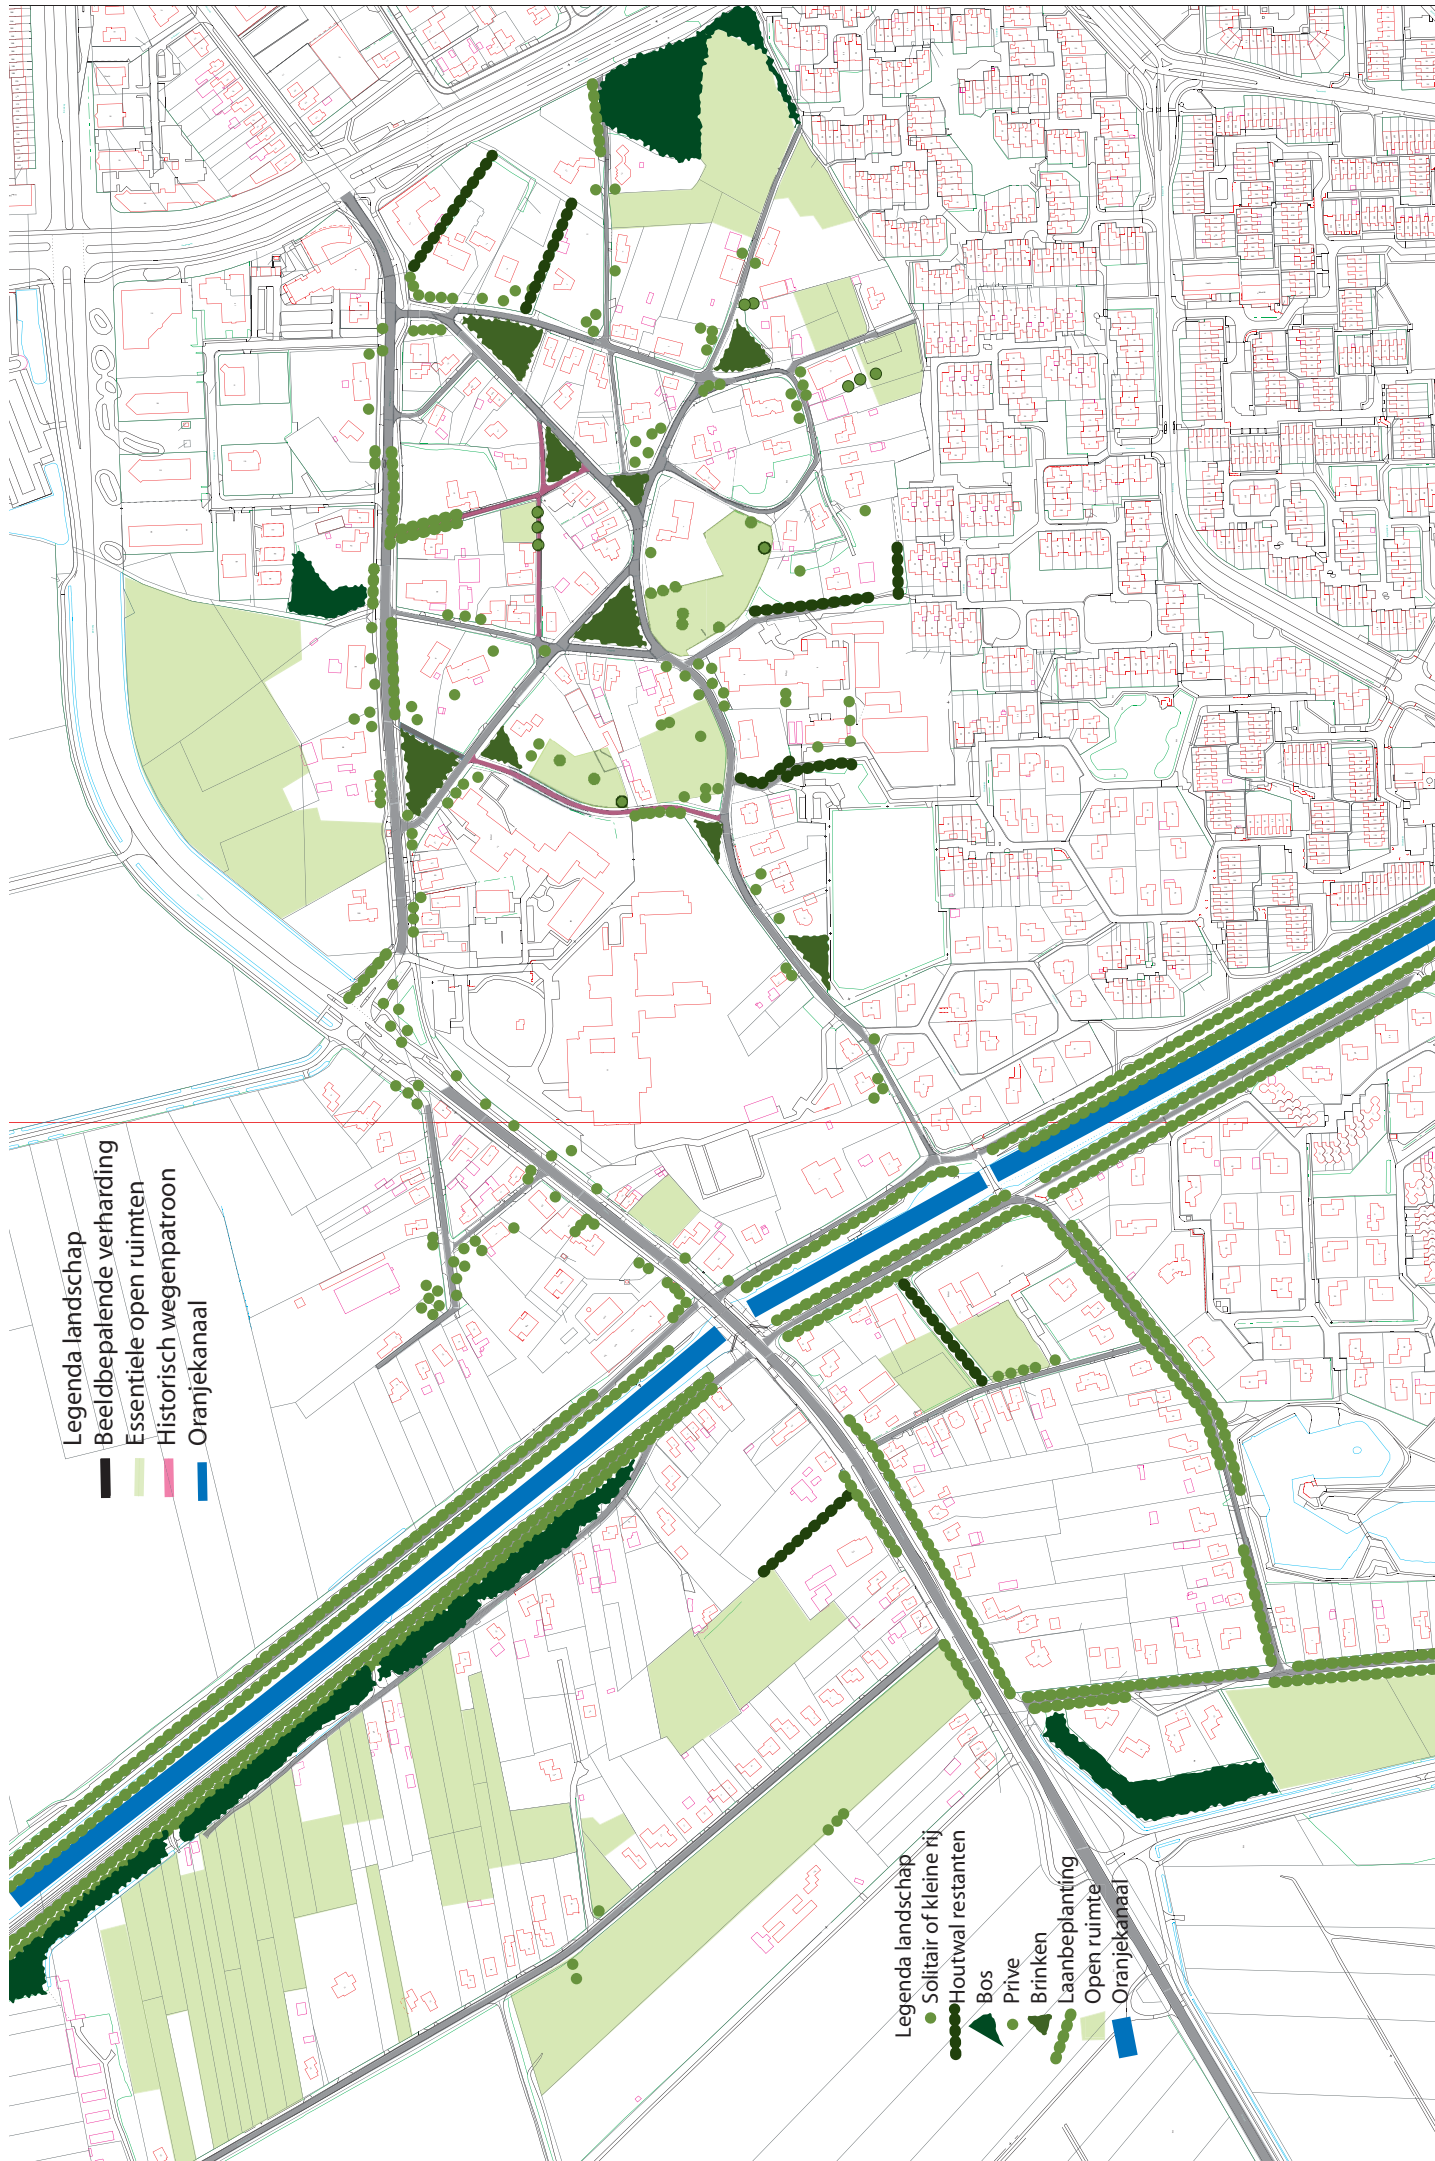 Legenda landschap
Beeldbepalende verharding
Essentiele open ruimten
Historisch wegenpatroon
Oranjekanaal
Legenda landschap
Solitair of kleine rij
Houtwal restanten
Bos
Prive
Brinken
Laanbeplanting
Open ruimte
Oranjekanaal